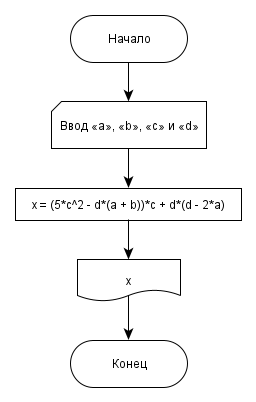 Начало
Ввод «a», «b», «c» и «d»
x = (5*c^2 - d*(a + b))*c + d*(d - 2*a)
x
Конец